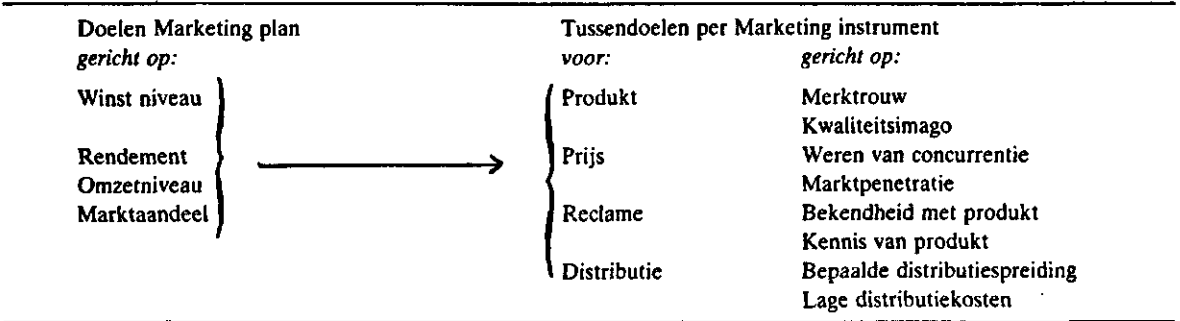 Doelen Marketing plan Tussendoelen per Marketing instrument
gericht op: voor: gericht op:
Winst niveau Produkt Merktrouw
Kwaliteitsimago
Rendement Prijs Weren van concurrentie
Omzetniveau Marktpenetratie
Marktaandeel Reclame Bekendheid met produkt
Kennis van produkt
Distributie Bepaalde distributiespreiding
Lage distributiekosten